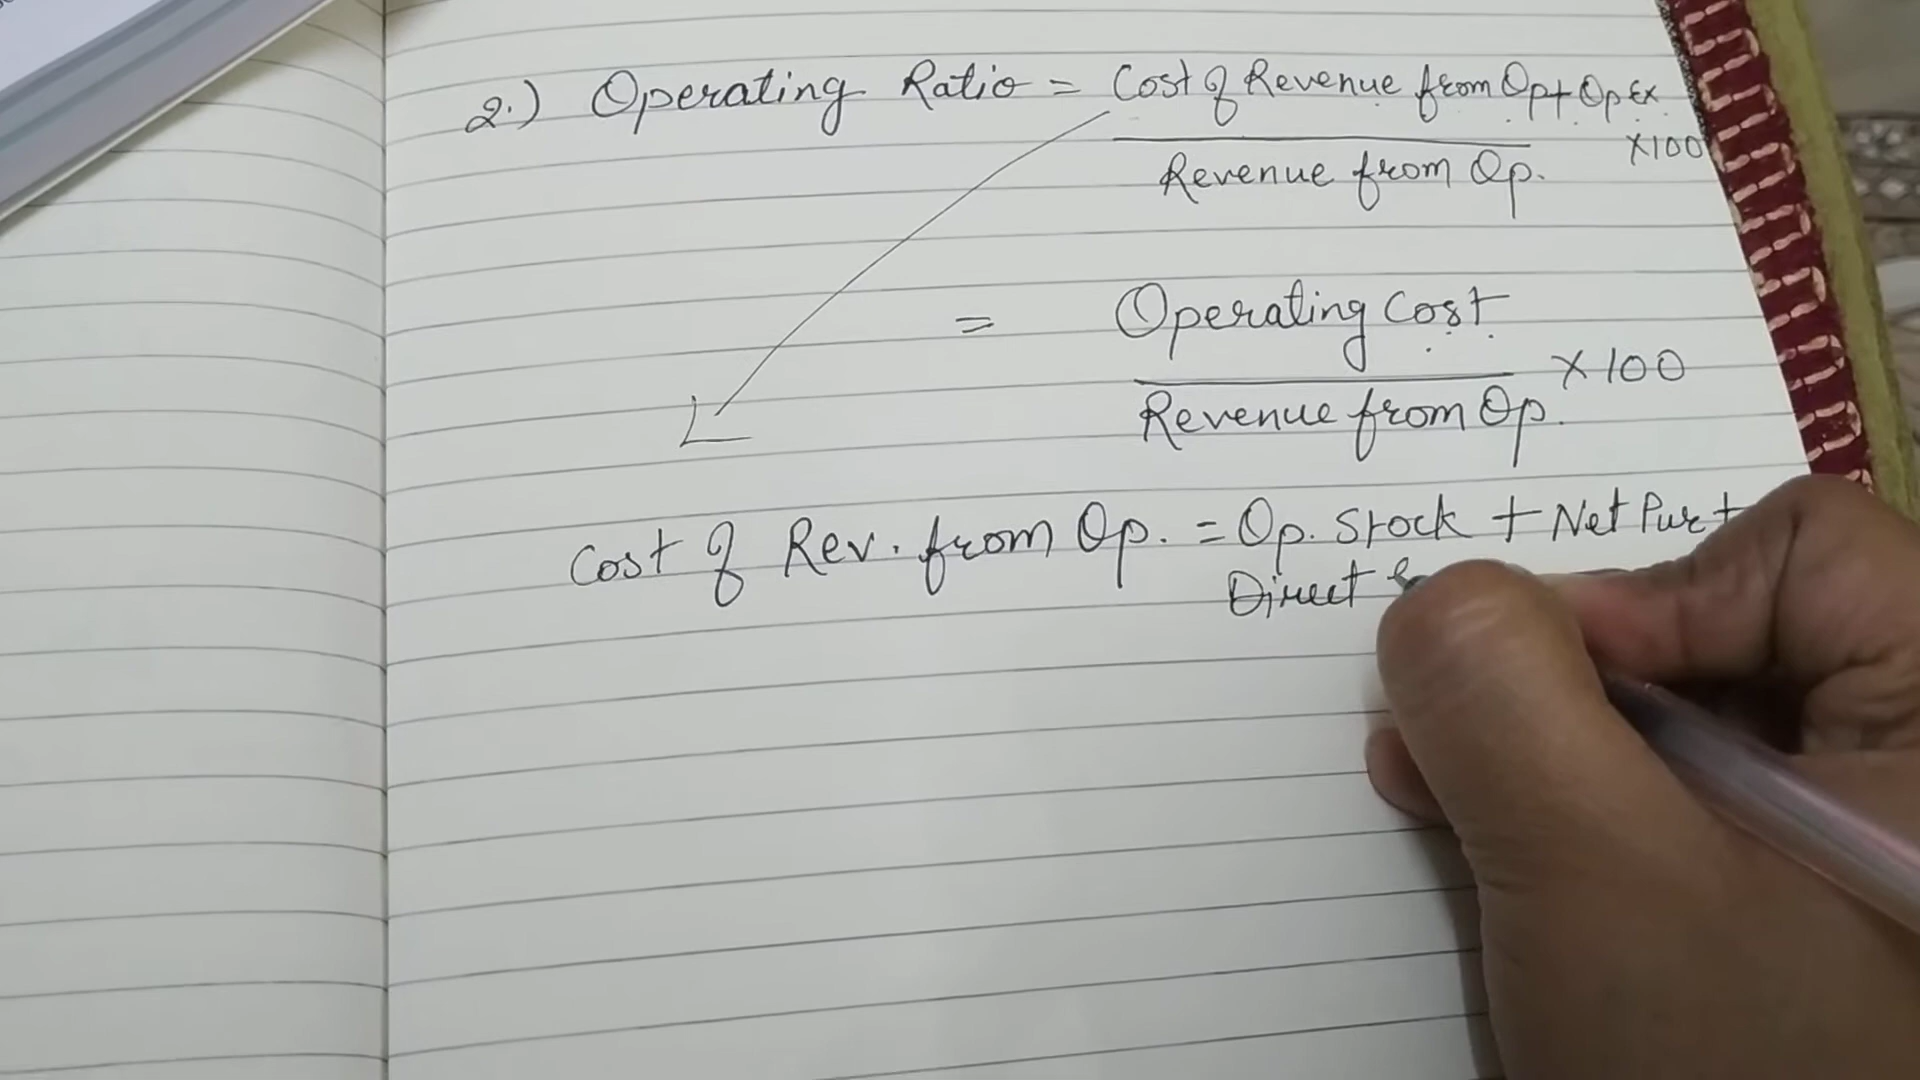 2.) Operating Ratio = Cost of Revenue from Op + Op Ex
Revenue from Op. X100
= Operating Cost
X 100
Revenue from Op.
Cost of Rev. from Op. = Op. Stock + Net Pur +
Direct